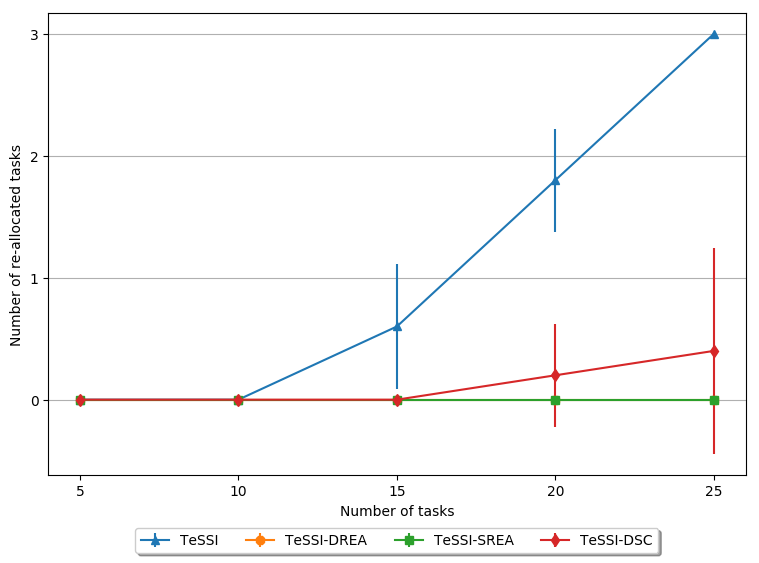 3
2
1
0
Number of re-allocated tasks
5 10 15 20 25
Number of tasks
TeSSI TeSSI-DREA TeSSI-SREA TeSSI-DSC